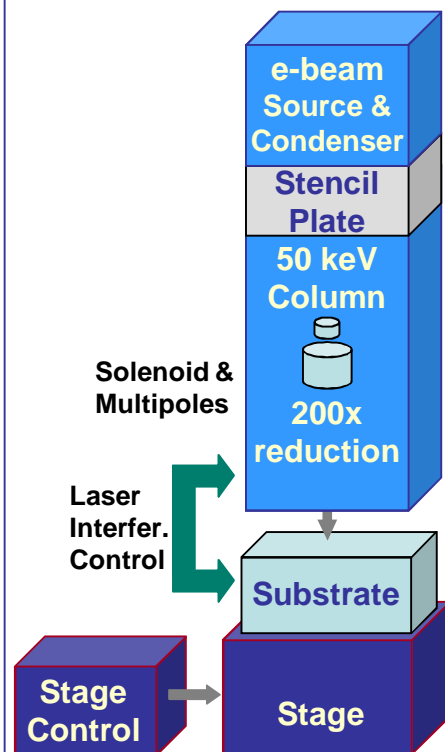 e-beam
Source &
Condenser
Stencil
Plate
50 keV
Column
Solenoid &
Multipoles
200x
reduction
Laser
Interfer.
Control
Substrate
Stage
Control
Stage